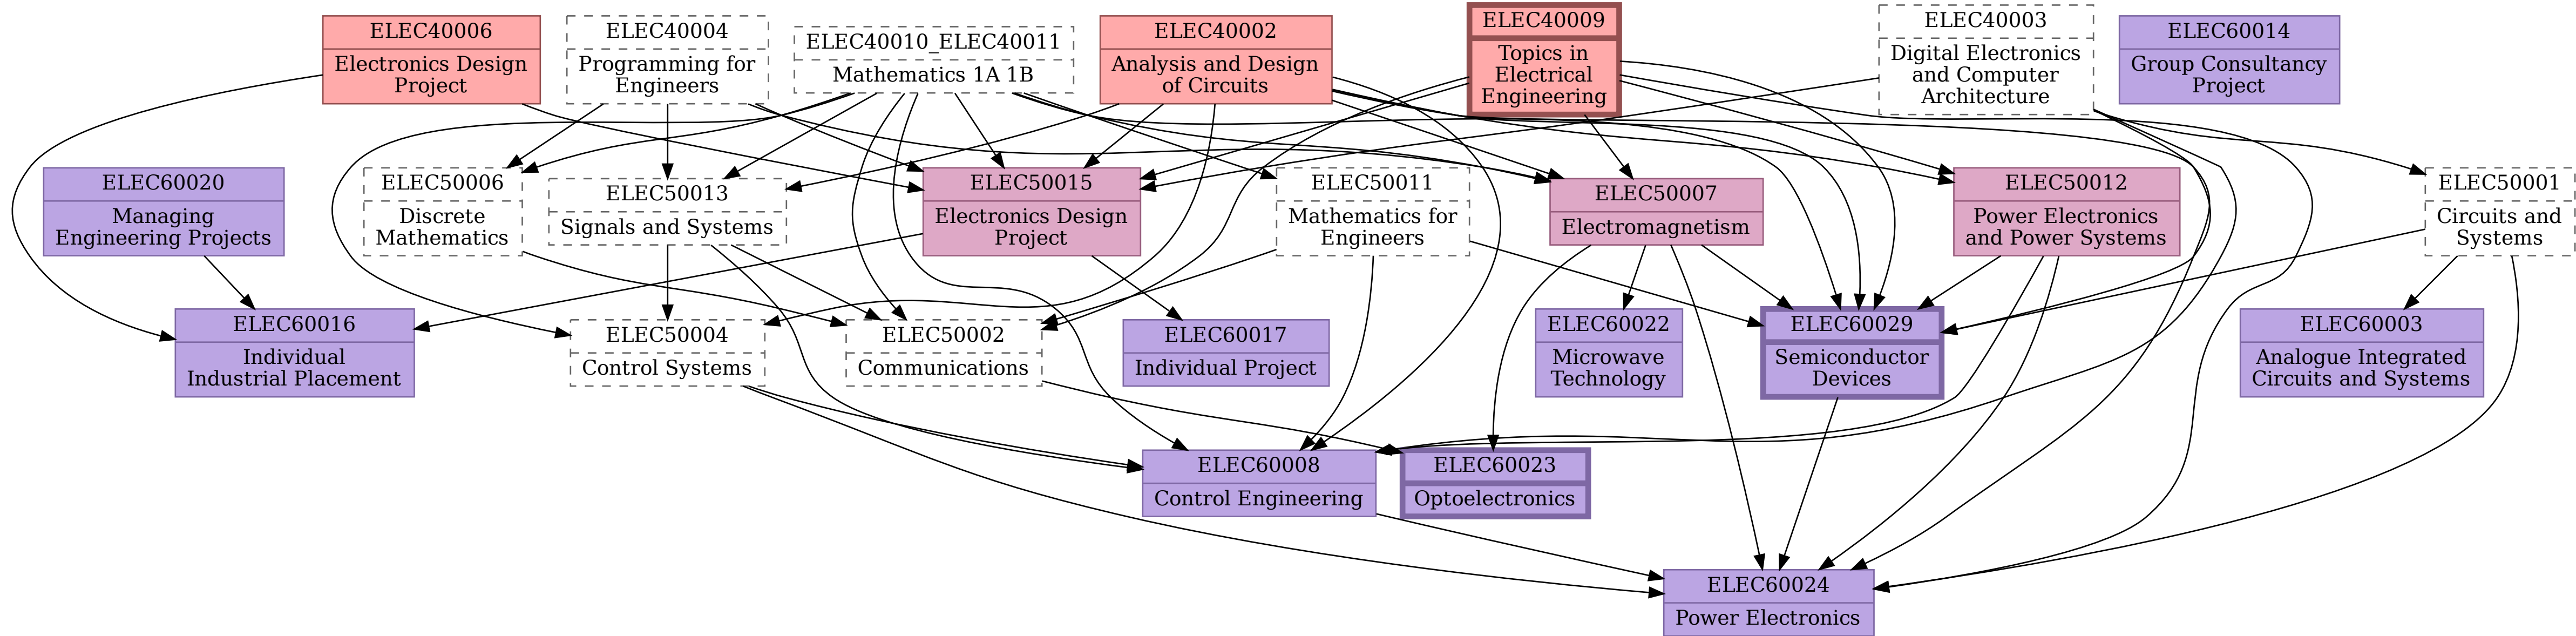 ELEC40006
Electronics Design
Project
ELEC40004
Programming for
Engineers
ELEC40010_ELEC40011
Mathematics 1A 1B
ELEC40002
Analysis and Design
of Circuits
ELEC40009
Topics in
Electrical
Engineering
ELEC40003
Digital Electronics
and Computer
Architecture
ELEC60014
Group Consultancy
Project
ELEC60020
Managing
Engineering Projects
ELEC50006
Discrete
Mathematics
ELEC50013
Signals and Systems
ELEC50015
Electronics Design
Project
ELEC50011
Mathematics for
Engineers
ELEC50007
Electromagnetism
ELEC50012
Power Electronics
and Power Systems
ELEC50001
Circuits and
Systems
ELEC60016
Individual
Industrial Placement
ELEC50004
Control Systems
ELEC50002
Communications
ELEC60017
Individual Project
ELEC60022
Microwave
Technology
ELEC60029
Semiconductor
Devices
ELEC60003
Analogue Integrated
Circuits and Systems
ELEC60008
Control Engineering
ELEC60023
Optoelectronics
ELEC60024
Power Electronics